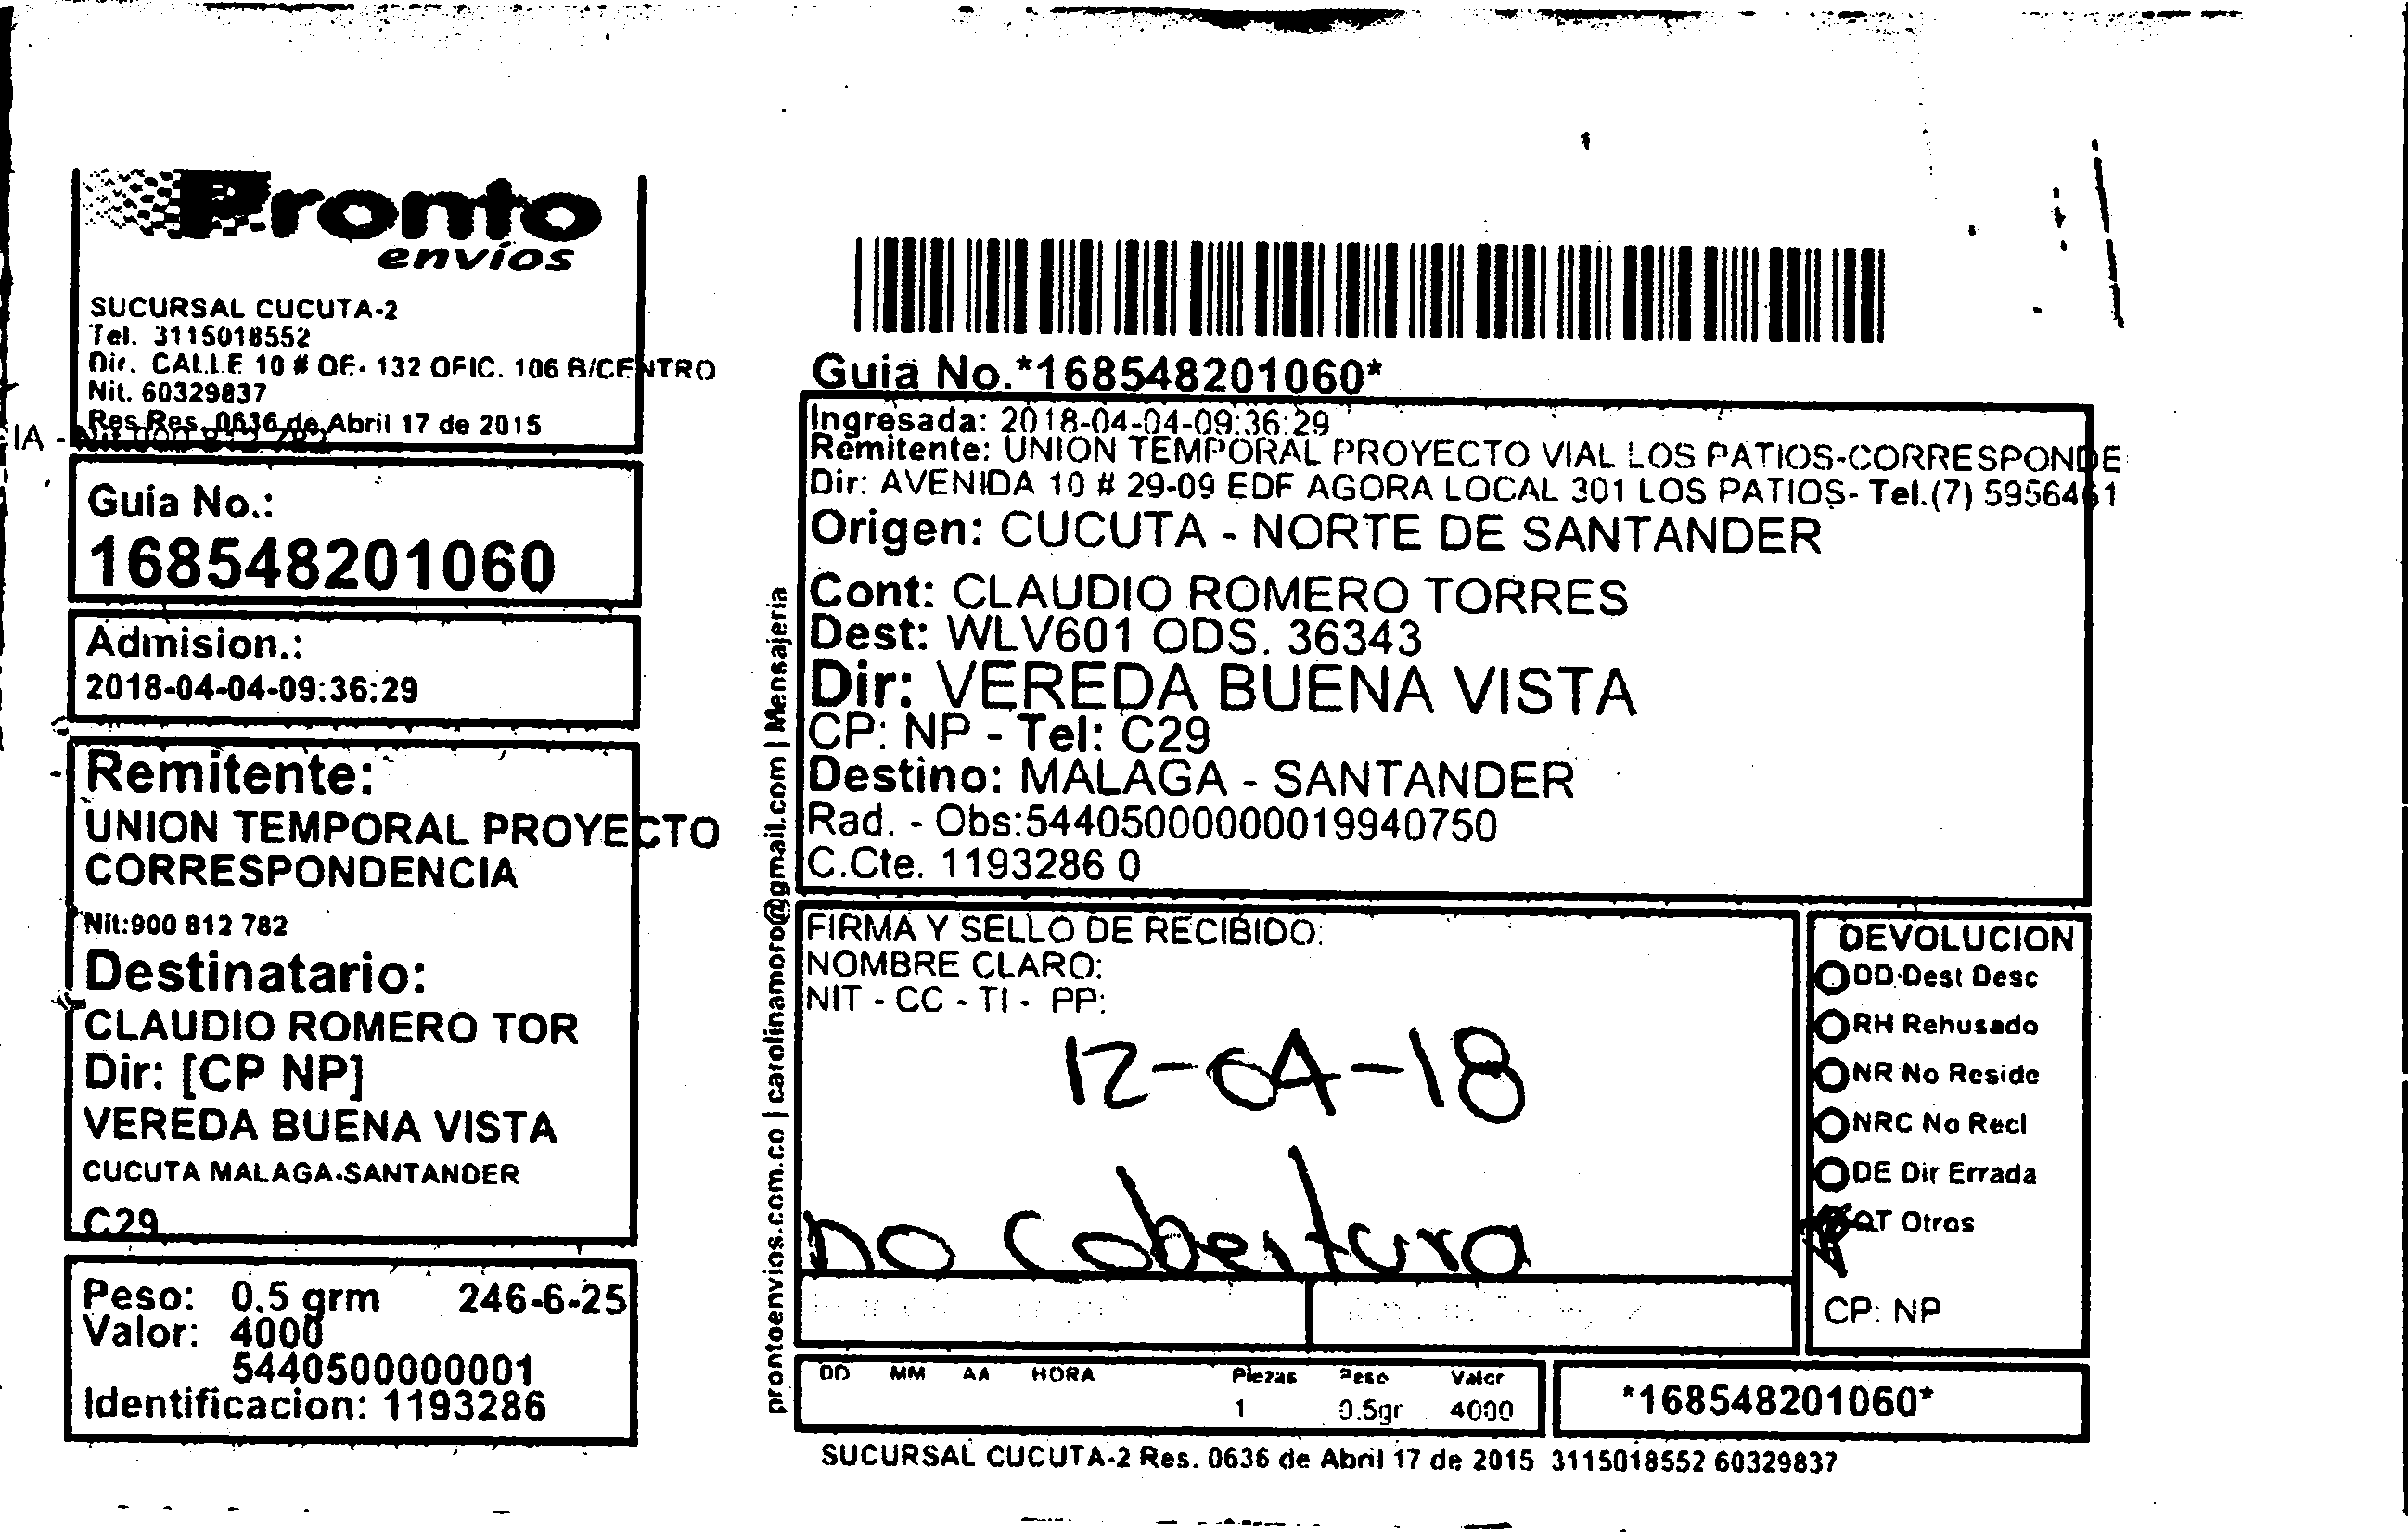 Pronto
envíos
SUCURSAL CUCUTA-2
Tel. 3115018552
Dir. CALLE 10 # OE- 132 OFIC. 106 B/CENTRO
Nit. 60329837
Res Res. 0636 de Abril 17 de 2015
IA - Nit 900 812 782
Guia No.:
168548201060
Admision.:
2018-04-04-09:36:29
Remitente:
UNION TEMPORAL PROYECTO
CORRESPONDENCIA
Nit:900 812 782
Destinatario:
CLAUDIO ROMERO TOR
Dir: [CP NP]
VEREDA BUENA VISTA
CUCUTA MALAGA-SANTANDER
C29
Peso: 0.5 grm 246-6-25
Valor: 4000
5440500000001
Identificacion: 1193286
prontoenvios.com.co | carolinamoro@gmail.com | Mensajeria
Guia No.*168548201060*
Ingresada: 2018-04-04-09:36:29
Remitente: UNION TEMPORAL PROYECTO VIAL LOS PATIOS-CORRESPONDE
Dir: AVENIDA 10 # 29-09 EDF AGORA LOCAL 301 LOS PATIOS- Tel.(7) 5956461
Origen: CUCUTA - NORTE DE SANTANDER
Cont: CLAUDIO ROMERO TORRES
Dest: WLV601 ODS. 36343
Dir: VEREDA BUENA VISTA
CP: NP - Tel: C29
Destino: MALAGA - SANTANDER
Rad. - Obs:544050000000019940750
C.Cte. 1193286 0
FIRMA Y SELLO DE RECIBIDO:
NOMBRE CLARO:
NIT - CC - TI - PP:
12-04-18
no cobertura
DEVOLUCION
DD Dest Desc
RH Rehusado
NR No Reside
NRC No Recl
DE Dir Errada
OT Otros
CP: NP
DD MM AA HORA Piezas Peso Valor
1 0.5gr 4000
*168548201060*
SUCURSAL CUCUTA-2 Res. 0636 de Abril 17 de 2015 3115018552 60329837